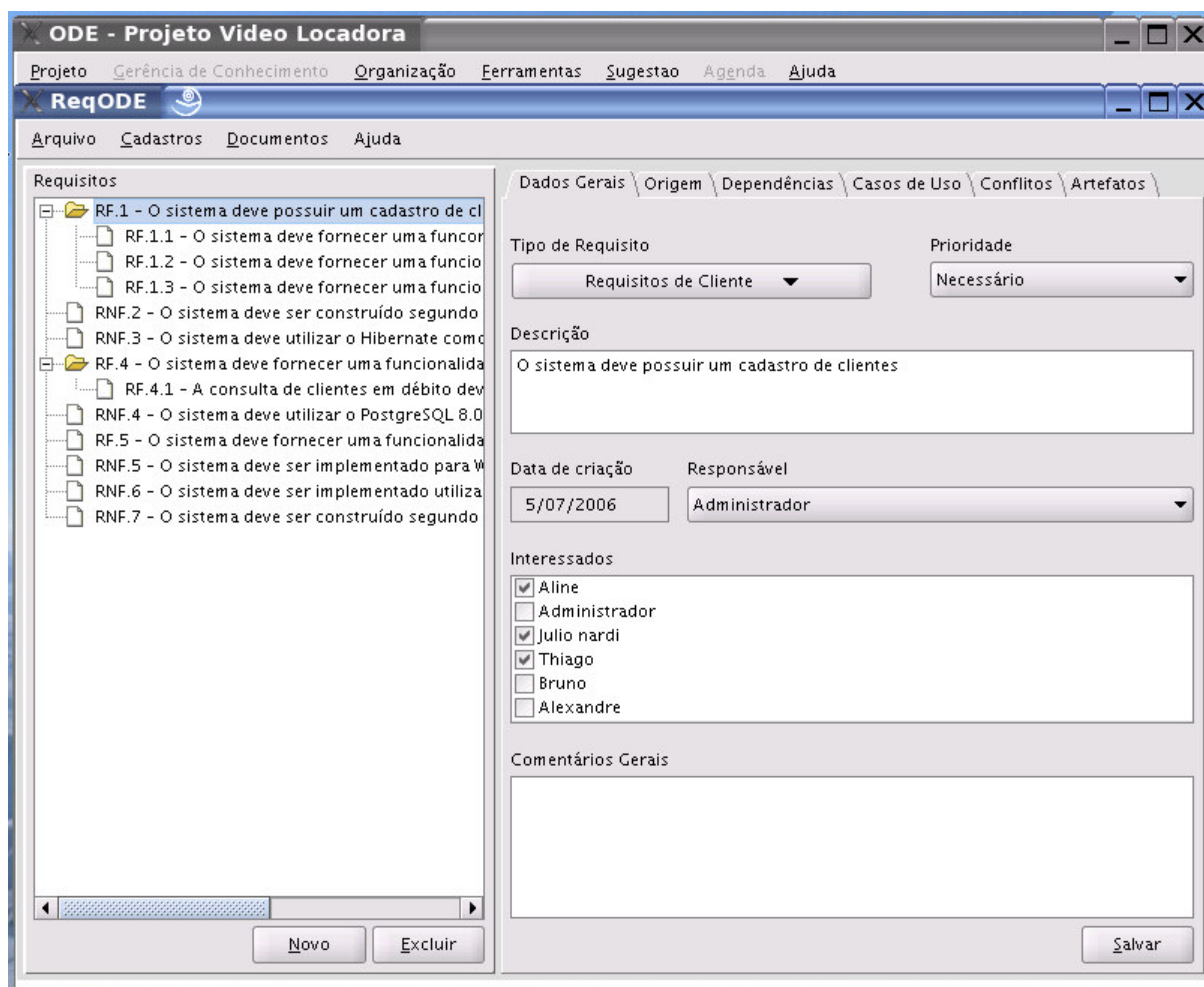 ODE - Projeto Video Locadora
Projeto Gerência de Conhecimento Organização Ferramentas Sugestao Agenda Ajuda
ReqODE
Arquivo Cadastros Documentos Ajuda
Requisitos
RF.1 - O sistema deve possuir um cadastro de cl
RF.1.1 - O sistema deve fornecer uma funcor
RF.1.2 - O sistema deve fornecer uma funcio
RF.1.3 - O sistema deve fornecer uma funcio
RNF.2 - O sistema deve ser construído segundo
RNF.3 - O sistema deve utilizar o Hibernate como
RF.4 - O sistema deve fornecer uma funcionalida
RF.4.1 - A consulta de clientes em débito dev
RNF.4 - O sistema deve utilizar o PostgreSQL 8.0
RF.5 - O sistema deve fornecer uma funcionalida
RNF.5 - O sistema deve ser implementado para W
RNF.6 - O sistema deve ser implementado utiliza
RNF.7 - O sistema deve ser construído segundo
Novo Excluir
Dados Gerais Origem Dependências Casos de Uso Conflitos Artefatos
Tipo de Requisito Prioridade
Requisitos de Cliente Necessário
Descrição
O sistema deve possuir um cadastro de clientes
Data de criação Responsável
5/07/2006 Administrador
Interessados
Aline
Administrador
Julio nardi
Thiago
Bruno
Alexandre
Comentários Gerais
Salvar